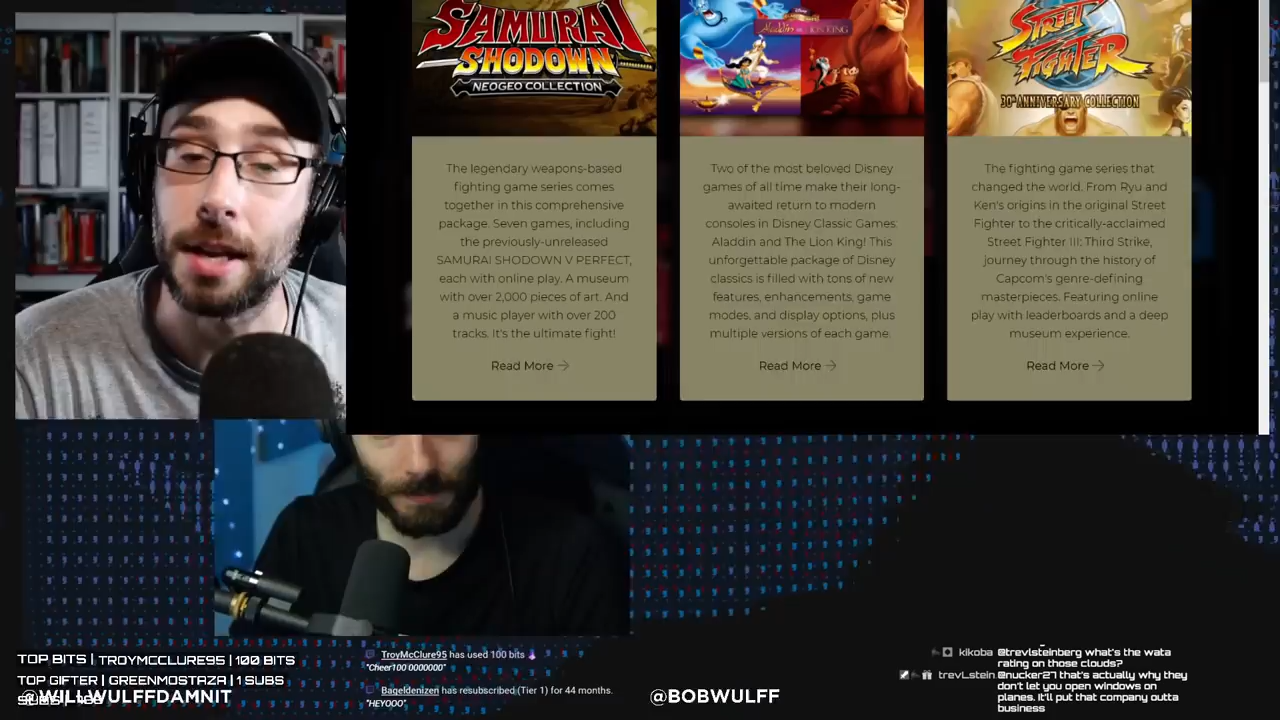 SAMURAI
SHODOWN
NEOGEO COLLECTION
The legendary weapons-based
fighting game series comes
together in this comprehensive
package. Seven games, including
the previously-unreleased
SAMURAI SHODOWN V PERFECT,
each with online play. A museum
with over 2,000 pieces of art. And
a music player with over 200
tracks. It's the ultimate fight!
Read More →
Aladdin
LION KING
Two of the most beloved Disney
games of all time make their long-
awaited return to modern
consoles in Disney Classic Games:
Aladdin and The Lion King! This
unforgettable package of Disney
classics is filled with tons of new
features, enhancements, game
modes, and display options, plus
multiple versions of each game.
Read More →
STREET
FIGHTER
30th ANNIVERSARY COLLECTION
The fighting game series that
changed the world. From Ryu and
Ken's origins in the original Street
Fighter to the critically-acclaimed
Street Fighter III: Third Strike,
journey through the history of
Capcom's genre-defining
masterpieces. Featuring online
play with leaderboards and a deep
museum experience.
Read More →
TOP BITS | TROYMCCLURE95 | 100 BITS
TOP GIFTER | GREENMOSTAZA | 1 SUBS
@WILLWULFFDAMNIT
TroyMcClure95 has used 100 bits
"Cheer100 0000000"
BagelDenizen has resubscribed (Tier 1) for 44 months.
"HEYOOO"
@BOBWULFF
kikoba @trevlsteinberg what's the wata
rating on those clouds?
trevLstein @nucker27 that's actually why they
don't let you open windows on
planes. It'll put that company outta
business